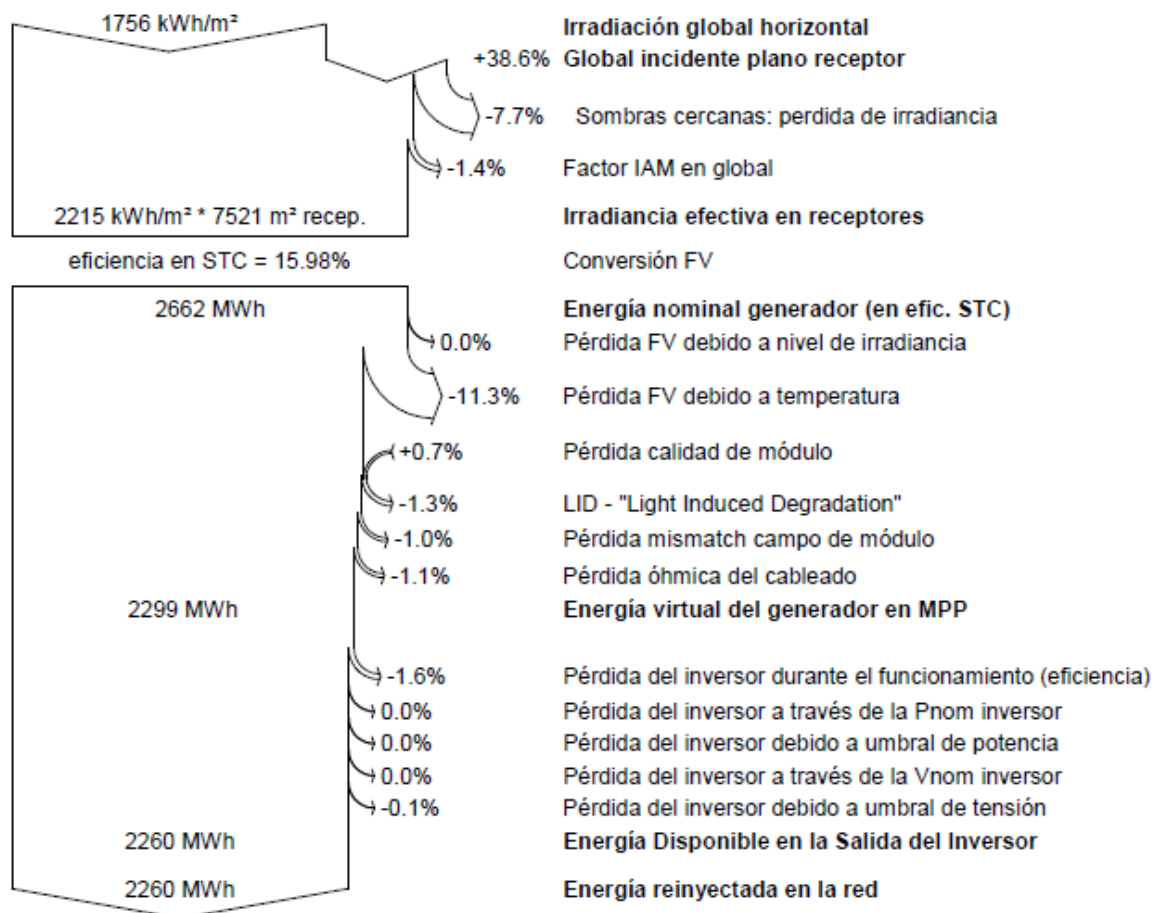 1756 kWh/m² Irradiación global horizontal
+38.6% Global incidente plano receptor
-7.7% Sombras cercanas: perdida de irradiancia
-1.4% Factor IAM en global
2215 kWh/m² * 7521 m² recep. Irradiancia efectiva en receptores
eficiencia en STC = 15.98% Conversión FV
2662 MWh Energía nominal generador (en efic. STC)
0.0% Pérdida FV debido a nivel de irradiancia
-11.3% Pérdida FV debido a temperatura
+0.7% Pérdida calidad de módulo
-1.3% LID - "Light Induced Degradation"
-1.0% Pérdida mismatch campo de módulo
-1.1% Pérdida óhmica del cableado
2299 MWh Energía virtual del generador en MPP
-1.6% Pérdida del inversor durante el funcionamiento (eficiencia)
0.0% Pérdida del inversor a través de la Pnom inversor
0.0% Pérdida del inversor debido a umbral de potencia
0.0% Pérdida del inversor a través de la Vnom inversor
-0.1% Pérdida del inversor debido a umbral de tensión
2260 MWh Energía Disponible en la Salida del Inversor
2260 MWh Energía reinyectada en la red